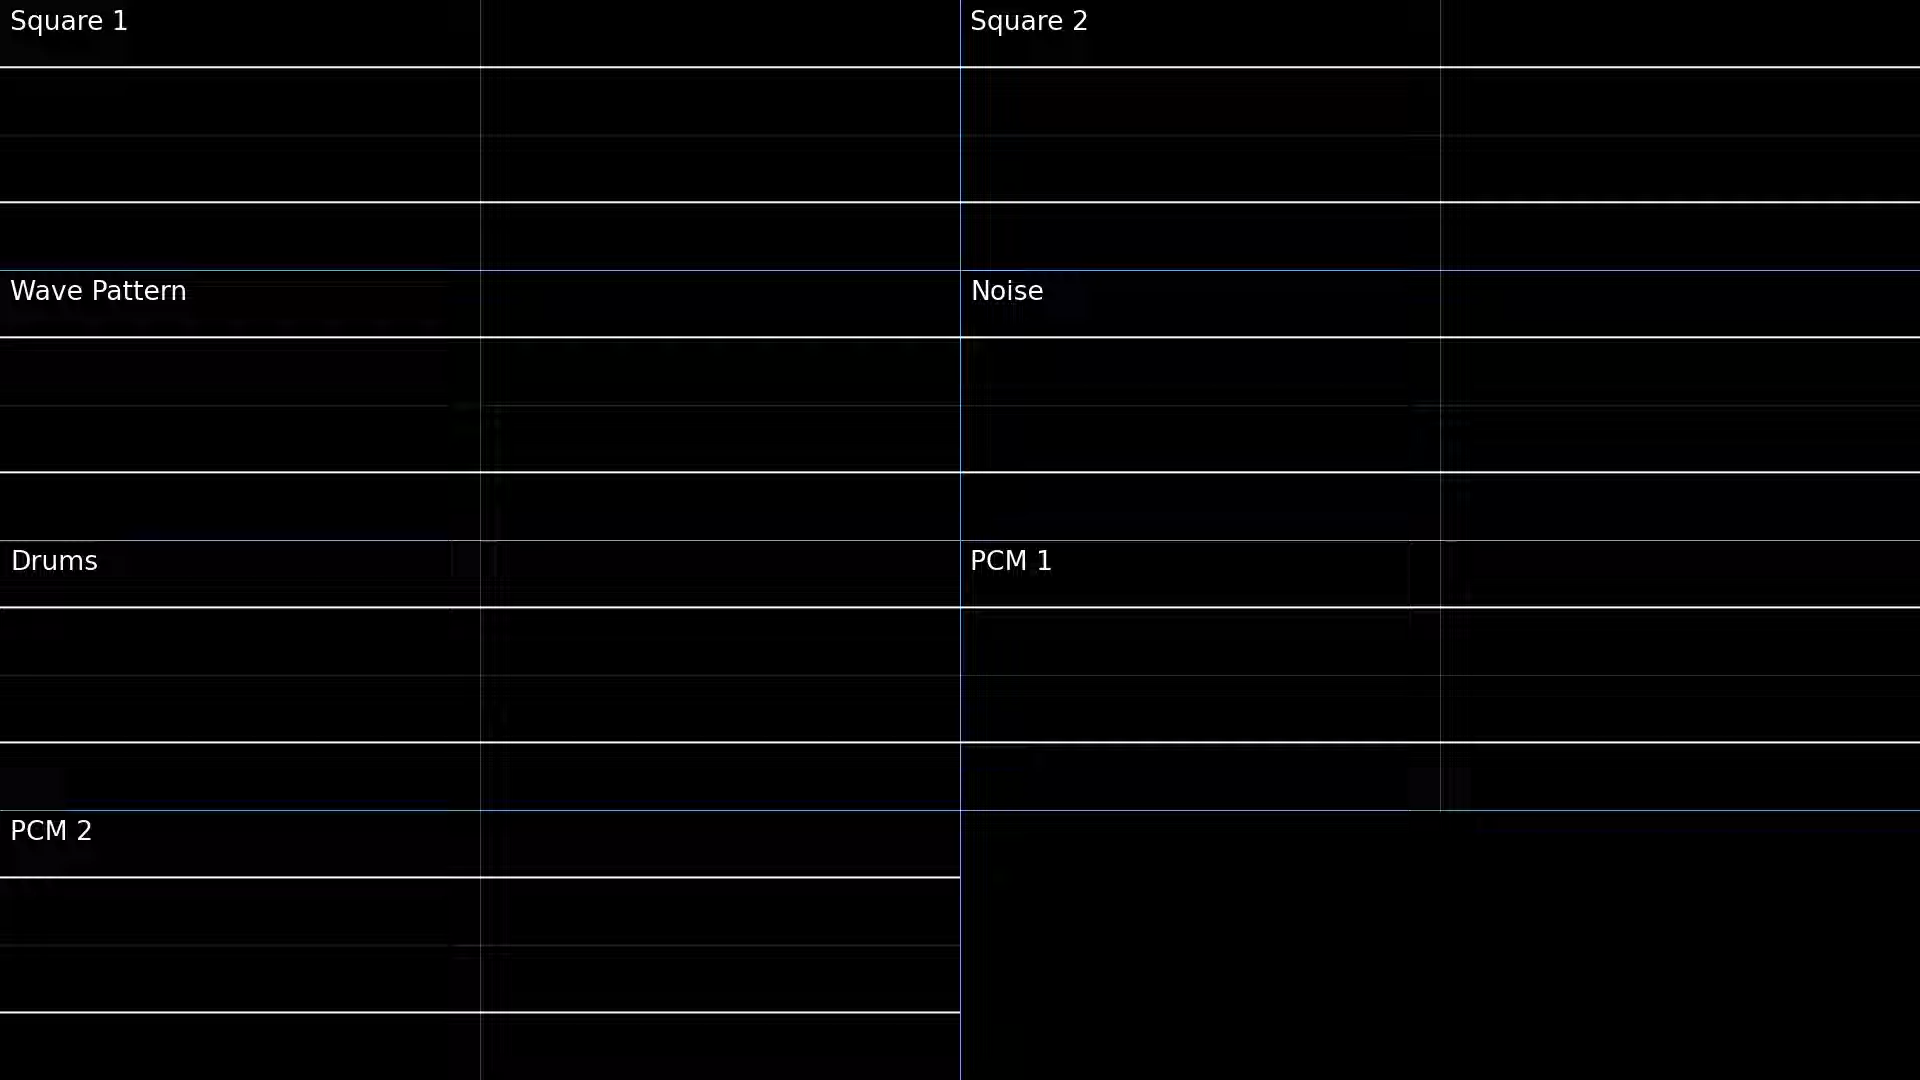 Square 1
Square 2
Wave Pattern
Noise
Drums
PCM 1
PCM 2